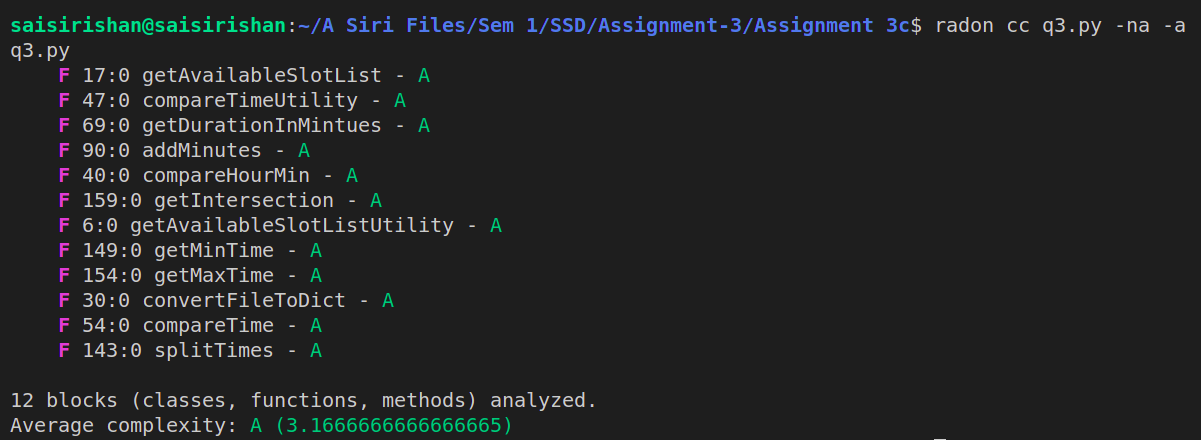 saisirishan@saisirishan:~/A Siri Files/Sem 1/SSD/Assignment-3/Assignment 3c$ radon cc q3.py -na -a
q3.py
    F 17:0 getAvailableSlotList - A
    F 47:0 compareTimeUtility - A
    F 69:0 getDurationInMintues - A
    F 90:0 addMinutes - A
    F 40:0 compareHourMin - A
    F 159:0 getIntersection - A
    F 6:0 getAvailableSlotListUtility - A
    F 149:0 getMinTime - A
    F 154:0 getMaxTime - A
    F 30:0 convertFileToDict - A
    F 54:0 compareTime - A
    F 143:0 splitTimes - A

12 blocks (classes, functions, methods) analyzed.
Average complexity: A (3.1666666666666665)